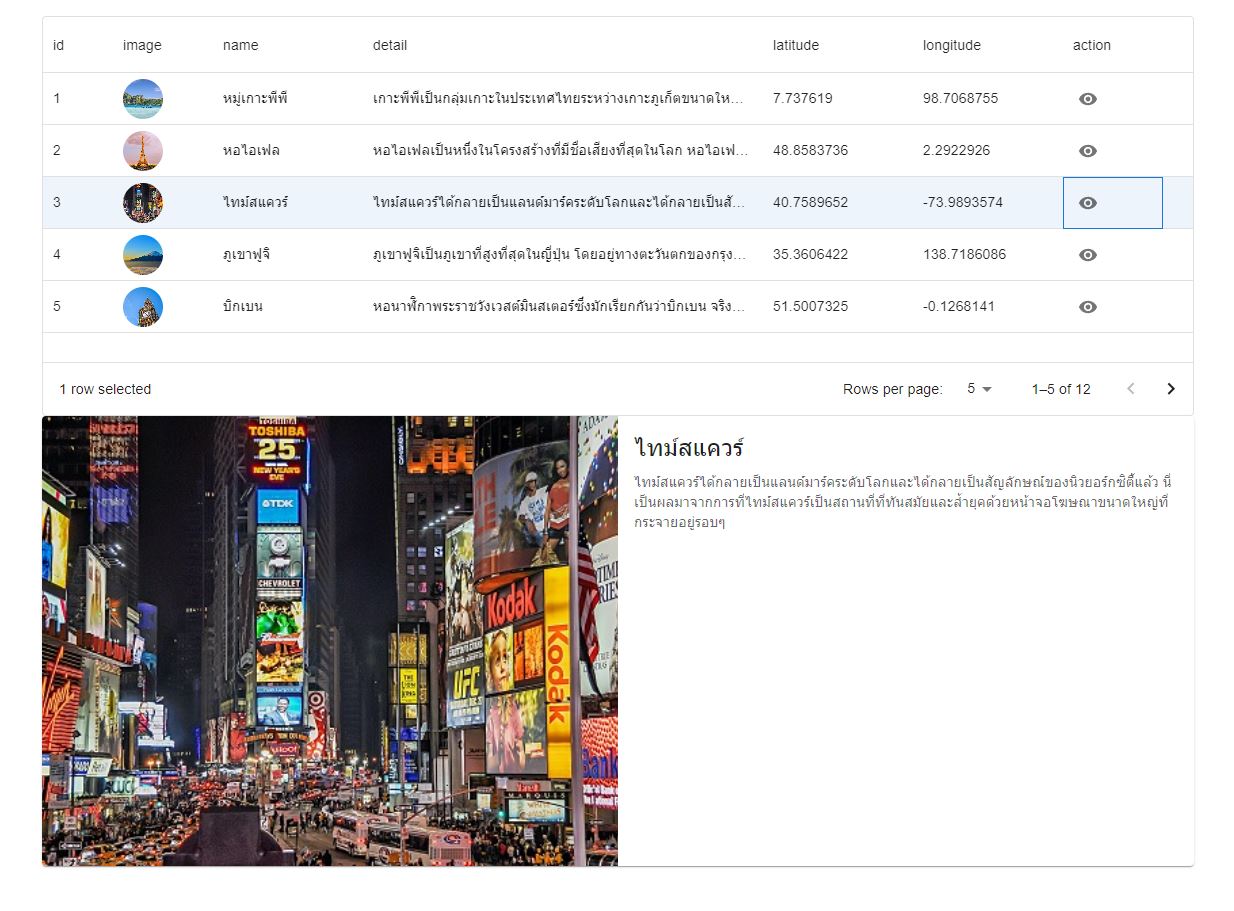 id image name detail latitude longitude action
1 หมู่เกาะพีพี เกาะพีพีเป็นกลุ่มเกาะในประเทศไทยระหว่างเกาะภูเก็ตขนาดให... 7.737619 98.7068755
2 หอไอเฟล หอไอเฟลเป็นหนึ่งในโครงสร้างที่มีชื่อเสียงที่สุดในโลก หอไอเฟ... 48.8583736 2.2922926
3 ไทม์สแควร์ ไทม์สแควร์ได้กลายเป็นแลนด์มาร์คระดับโลกและได้กลายเป็นสั... 40.7589652 -73.9893574
4 ภูเขาฟูจิ ภูเขาฟูจิเป็นภูเขาที่สูงที่สุดในญี่ปุ่น โดยอยู่ทางตะวันตกของกรุง... 35.3606422 138.7186086
5 บิกเบน หอนาฬิกาพระราชวังเวสต์มินสเตอร์ซึ่งมักเรียกกันว่าบิกเบน จริง... 51.5007325 -0.1268141
1 row selected Rows per page: 5 1–5 of 12
TOSHIBA
TOSHIBA
25
NEW YEAR'S
EVE
TDK
CHEVROLET
Budweiser
Kodak
Kodak
UFC
THE
LION
KING
MARQUIS
Bank
ไทม์สแควร์
ไทม์สแควร์ได้กลายเป็นแลนด์มาร์คระดับโลกและได้กลายเป็นสัญลักษณ์ของนิวยอร์กซิตี้แล้ว นี่
เป็นผลมาจากการที่ไทม์สแควร์เป็นสถานที่ที่ทันสมัยและล้ำยุคด้วยหน้าจอโฆษณาขนาดใหญ่ที่
กระจายอยู่รอบๆ